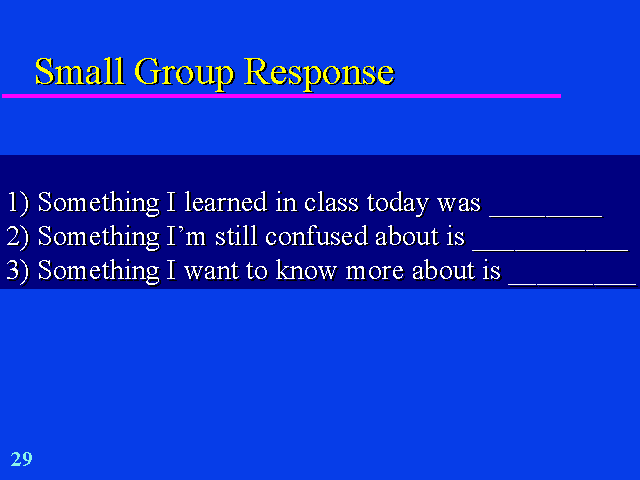 Small Group Response
1) Something I learned in class today was ________
2) Something I’m still confused about is ___________
3) Something I want to know more about is _________
29